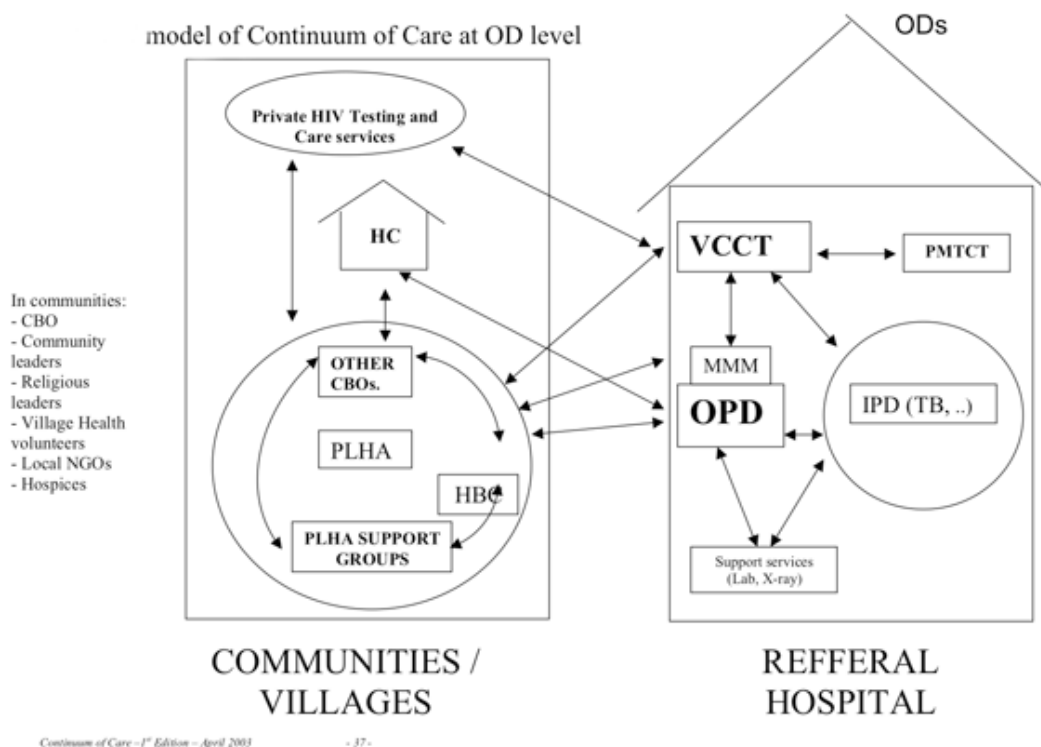 model of Continuum of Care at OD level
ODs
Private HIV Testing and
Care services
HC
In communities:
- CBO
- Community
leaders
- Religious
leaders
- Village Health
volunteers
- Local NGOs
- Hospices
OTHER
CBOs.
PLHA
HBC
PLHA SUPPORT
GROUPS
VCCT
PMTCT
MMM
OPD
IPD (TB, ..)
Support services
(Lab, X-ray)
COMMUNITIES /
VILLAGES
REFFERAL
HOSPITAL
Continuum of Care –1st Edition – April 2003
- 37 -